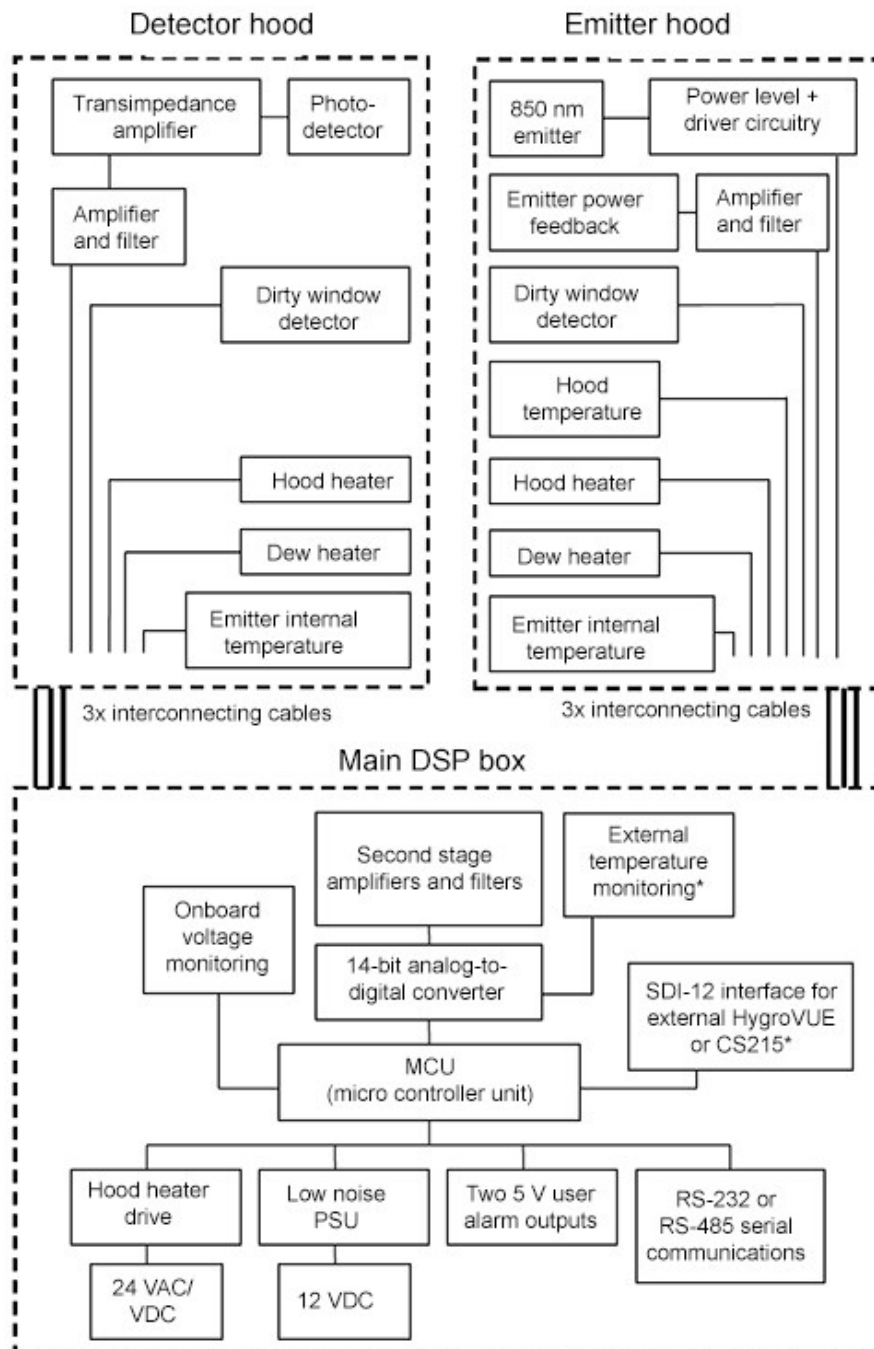 Detector hood
Transimpedance
amplifier
Photo-
detector
Amplifier
and filter
Dirty window
detector
Hood heater
Dew heater
Emitter internal
temperature
3x interconnecting cables
Emitter hood
850 nm
emitter
Power level +
driver circuitry
Emitter power
feedback
Amplifier
and filter
Dirty window
detector
Hood
temperature
Hood heater
Dew heater
Emitter internal
temperature
3x interconnecting cables
Main DSP box
Second stage
amplifiers and filters
External
temperature
monitoring*
Onboard
voltage
monitoring
14-bit analog-to-
digital converter
SDI-12 interface for
external HygroVUE
or CS215*
MCU
(micro controller unit)
Hood heater
drive
Low noise
PSU
Two 5 V user
alarm outputs
RS-232 or
RS-485 serial
communications
24 VAC/
VDC
12 VDC